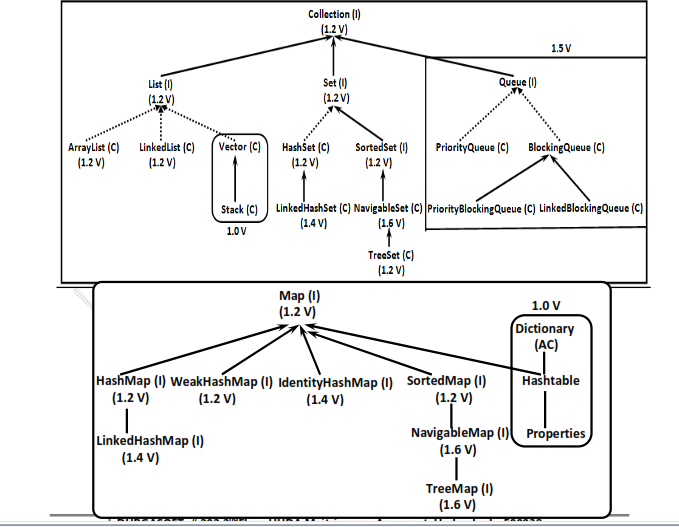 Collection (I)
(1.2 V)
1.5 V
List (I)
(1.2 V)
Set (I)
(1.2 V)
Queue (I)
ArrayList (C)
(1.2 V)
LinkedList (C)
(1.2 V)
Vector (C)
HashSet (C)
(1.2 V)
SortedSet (I)
(1.2 V)
PriorityQueue (C)
BlockingQueue (C)
Stack (C)
1.0 V
LinkedHashSet (C)
(1.4 V)
NavigableSet (C)
(1.6 V)
PriorityBlockingQueue (C)
LinkedBlockingQueue (C)
TreeSet (C)
(1.2 V)
Map (I)
(1.2 V)
1.0 V
Dictionary
(AC)
HashMap (I)
(1.2 V)
WeakHashMap (I)
(1.2 V)
IdentityHashMap (I)
(1.4 V)
SortedMap (I)
(1.2 V)
Hashtable
LinkedHashMap (I)
(1.4 V)
NavigableMap (I)
(1.6 V)
Properties
TreeMap (I)
(1.6 V)